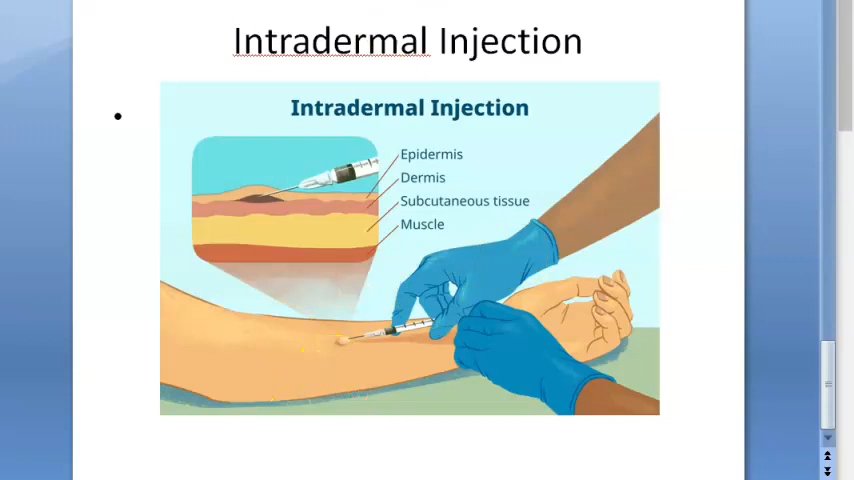 Intradermal Injection
Intradermal Injection
Epidermis
Dermis
Subcutaneous tissue
Muscle